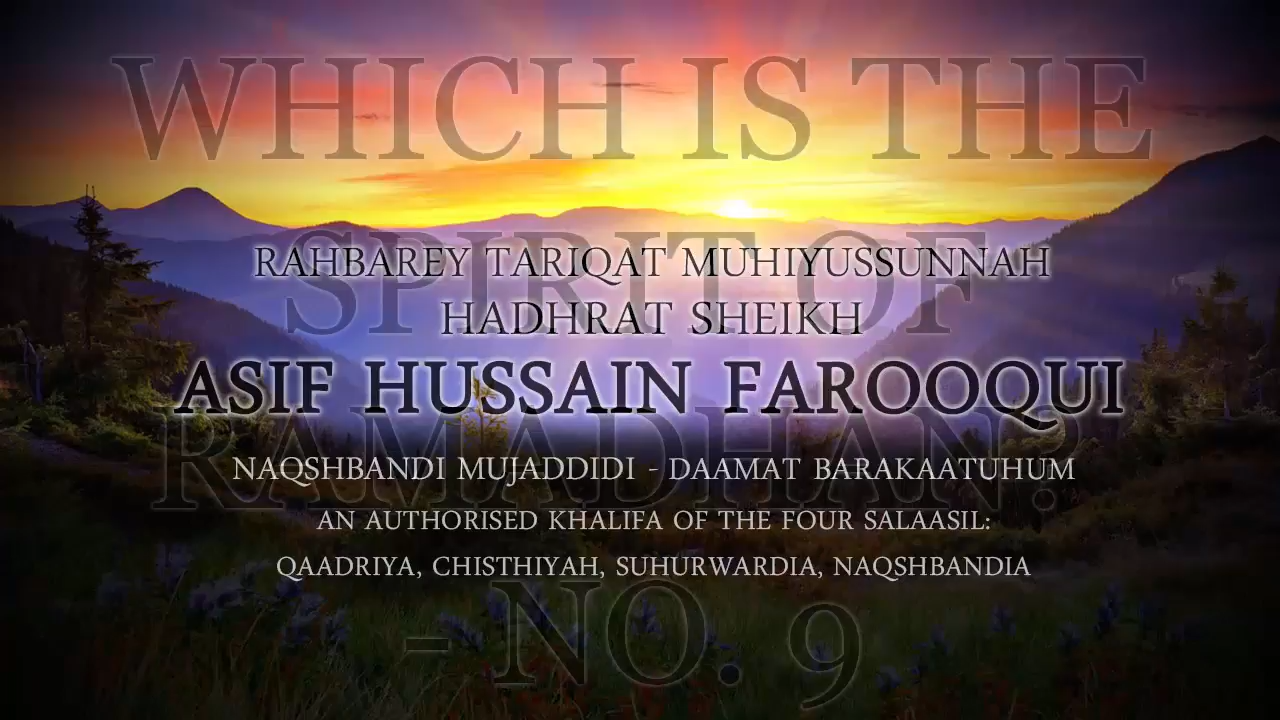 WHICH IS THE
SPIRIT OF
RAMADHAN?
- NO. 9
RAHBAREY TARIQAT MUHIYUSSUNNAH
HADHRAT SHEIKH
ASIF HUSSAIN FAROOQUI
NAQSHBANDI MUJADDIDI - DAAMAT BARAKAATUHUM
AN AUTHORISED KHALIFA OF THE FOUR SALAASIL:
QAADRIYA, CHISTHIYAH, SUHURWARDIA, NAQSHBANDIA